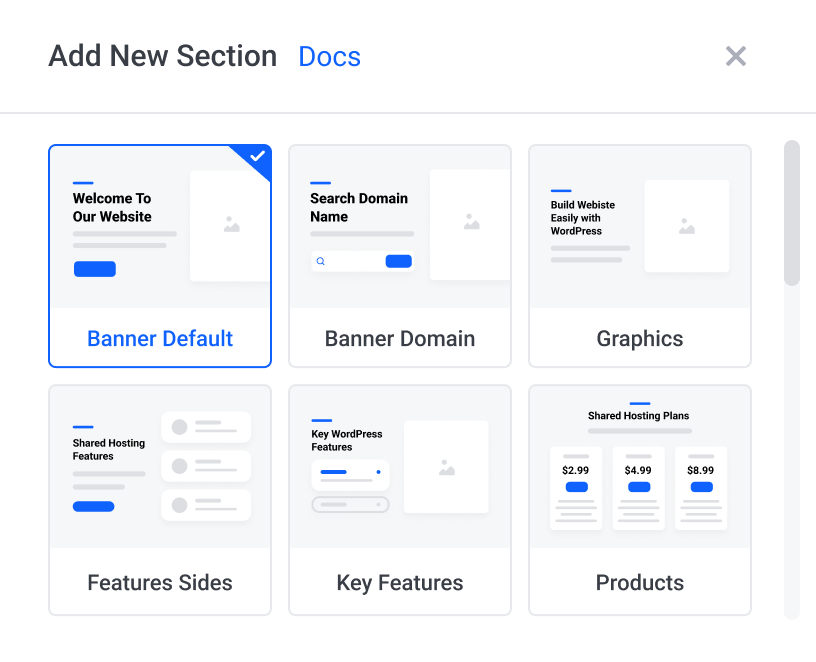 Add New Section Docs
Welcome To
Our Website
Banner Default
Search Domain
Name
Banner Domain
Build Webiste
Easily with
WordPress
Graphics
Shared Hosting
Features
Features Sides
Key WordPress
Features
Key Features
Shared Hosting Plans
$2.99 $4.99 $8.99
Products